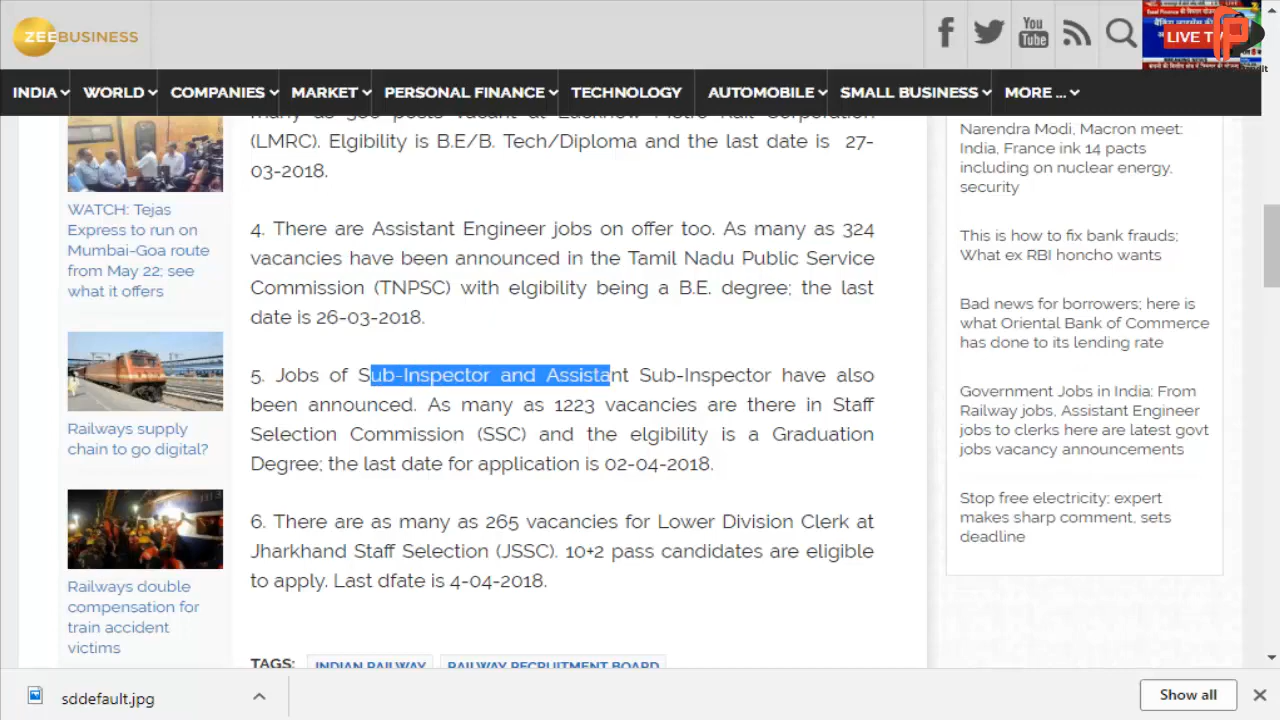 ZEEBUSINESS
You
Tube
LIVE T
INDIA
WORLD
COMPANIES
MARKET
PERSONAL FINANCE
TECHNOLOGY
AUTOMOBILE
SMALL BUSINESS
MORE ...
WATCH: Tejas
Express to run on
Mumbai-Goa route
from May 22; see
what it offers
Railways supply
chain to go digital?
Railways double
compensation for
train accident
victims
many as 300 posts vacant at Lucknow Metro Rail Corporation
(LMRC). Elgibility is B.E/B. Tech/Diploma and the last date is 27-
03-2018.
4. There are Assistant Engineer jobs on offer too. As many as 324
vacancies have been announced in the Tamil Nadu Public Service
Commission (TNPSC) with elgibility being a B.E. degree; the last
date is 26-03-2018.
5. Jobs of Sub-Inspector and Assistant Sub-Inspector have also
been announced. As many as 1223 vacancies are there in Staff
Selection Commission (SSC) and the elgibility is a Graduation
Degree; the last date for application is 02-04-2018.
6. There are as many as 265 vacancies for Lower Division Clerk at
Jharkhand Staff Selection (JSSC). 10+2 pass candidates are eligible
to apply. Last dfate is 4-04-2018.
TAGS: INDIAN RAILWAY RAILWAY RECRUITMENT BOARD
Narendra Modi, Macron meet:
India, France ink 14 pacts
including on nuclear energy,
security
This is how to fix bank frauds;
What ex RBI honcho wants
Bad news for borrowers; here is
what Oriental Bank of Commerce
has done to its lending rate
Government Jobs in India: From
Railway jobs, Assistant Engineer
jobs to clerks here are latest govt
jobs vacancy announcements
Stop free electricity; expert
makes sharp comment, sets
deadline
sddefault.jpg
Show all